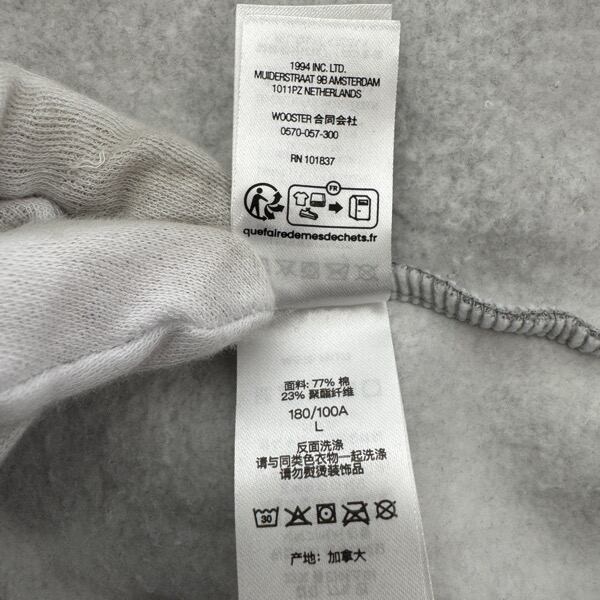 1994 INC. LTD.
MUIDERSTRAAT 9B AMSTERDAM
1011PZ NETHERLANDS
WOOSTER 合同会社
0570-057-300
RN 101837
FR
quefairedemesdechets.fr
面料: 77% 棉
23% 聚酯纤维
180/100A
L
反面洗涤
请与同类色衣物一起洗涤
请勿熨烫装饰品
30
产地: 加拿大